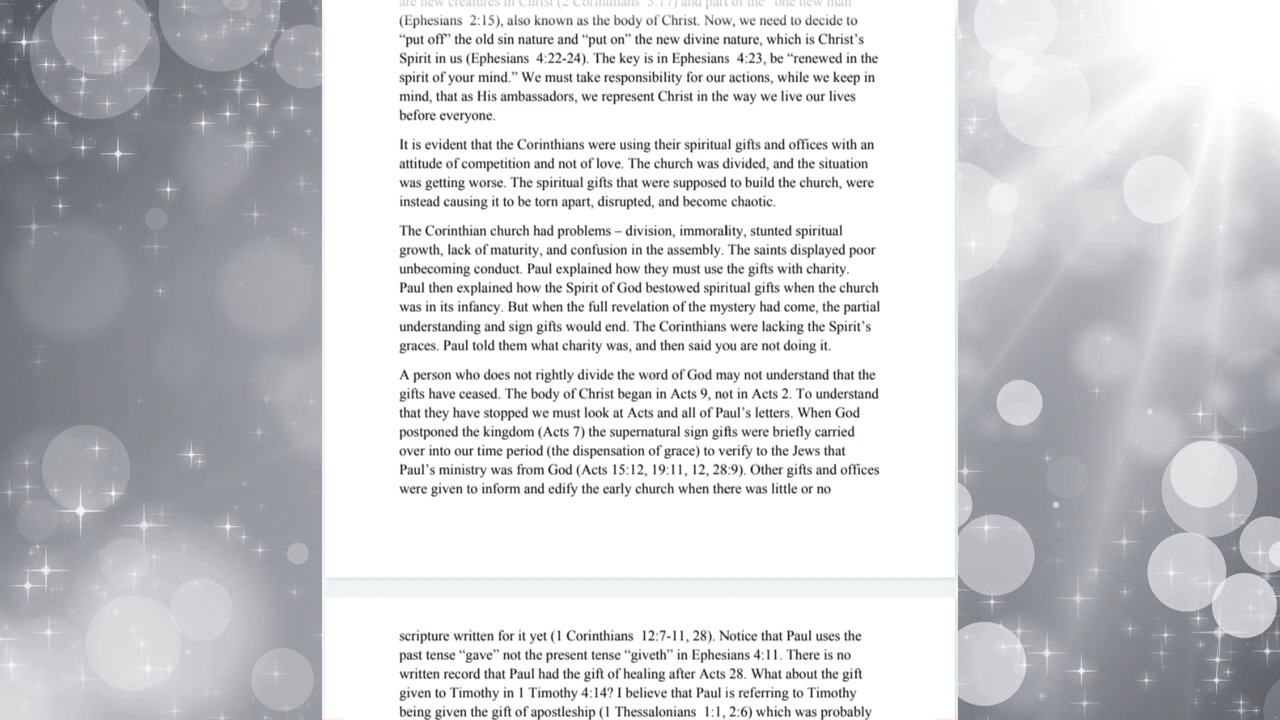 are new creatures in Christ (2 Corinthians 5:17) and part of the "one new man"
(Ephesians 2:15), also known as the body of Christ. Now, we need to decide to
“put off” the old sin nature and “put on” the new divine nature, which is Christ’s
Spirit in us (Ephesians 4:22-24). The key is in Ephesians 4:23, be “renewed in the
spirit of your mind.” We must take responsibility for our actions, while we keep in
mind, that as His ambassadors, we represent Christ in the way we live our lives
before everyone.
It is evident that the Corinthians were using their spiritual gifts and offices with an
attitude of competition and not of love. The church was divided, and the situation
was getting worse. The spiritual gifts that were supposed to build the church, were
instead causing it to be torn apart, disrupted, and become chaotic.
The Corinthian church had problems – division, immorality, stunted spiritual
growth, lack of maturity, and confusion in the assembly. The saints displayed poor
unbecoming conduct. Paul explained how they must use the gifts with charity.
Paul then explained how the Spirit of God bestowed spiritual gifts when the church
was in its infancy. But when the full revelation of the mystery had come, the partial
understanding and sign gifts would end. The Corinthians were lacking the Spirit’s
graces. Paul told them what charity was, and then said you are not doing it.
A person who does not rightly divide the word of God may not understand that the
gifts have ceased. The body of Christ began in Acts 9, not in Acts 2. To understand
that they have stopped we must look at Acts and all of Paul’s letters. When God
postponed the kingdom (Acts 7) the supernatural sign gifts were briefly carried
over into our time period (the dispensation of grace) to verify to the Jews that
Paul’s ministry was from God (Acts 15:12, 19:11, 12, 28:9). Other gifts and offices
were given to inform and edify the early church when there was little or no
scripture written for it yet (1 Corinthians 12:7-11, 28). Notice that Paul uses the
past tense “gave” not the present tense “giveth” in Ephesians 4:11. There is no
written record that Paul had the gift of healing after Acts 28. What about the gift
given to Timothy in 1 Timothy 4:14? I believe that Paul is referring to Timothy
being given the gift of apostleship (1 Thessalonians 1:1, 2:6) which was probably